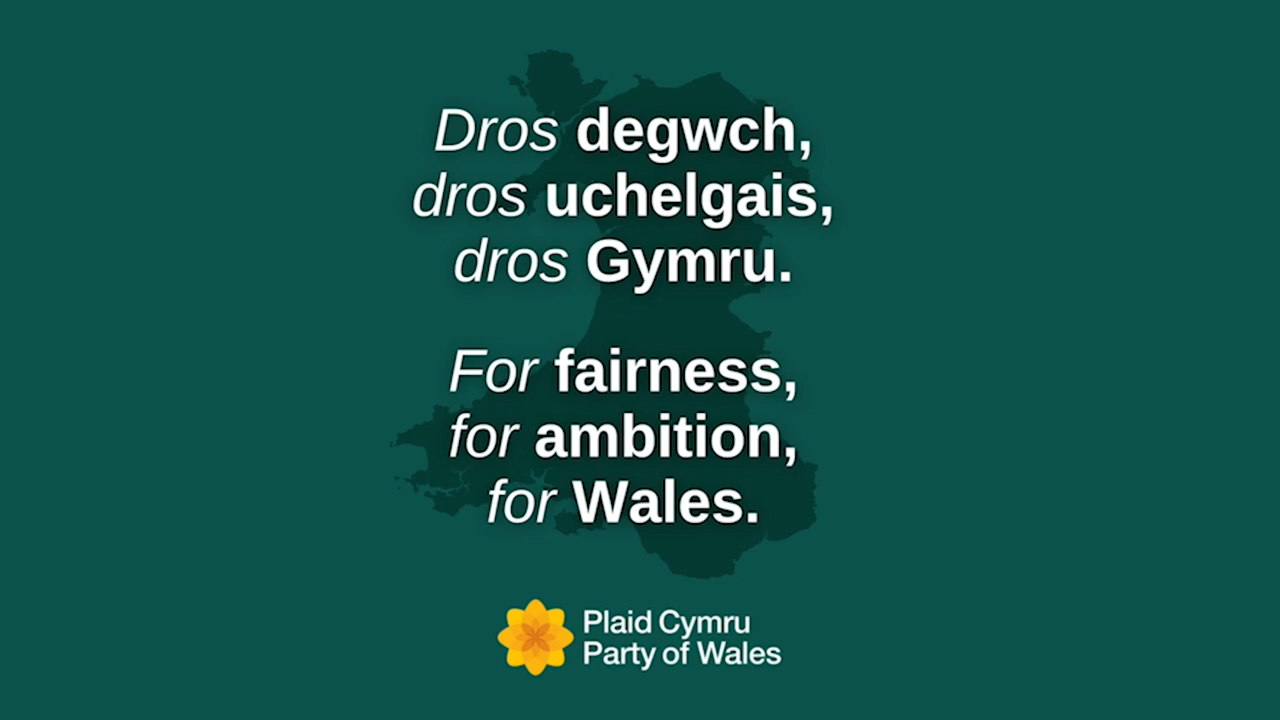 Dros degwch,
dros uchelgais,
dros Gymru.
For fairness,
for ambition,
for Wales.
Plaid Cymru
Party of Wales